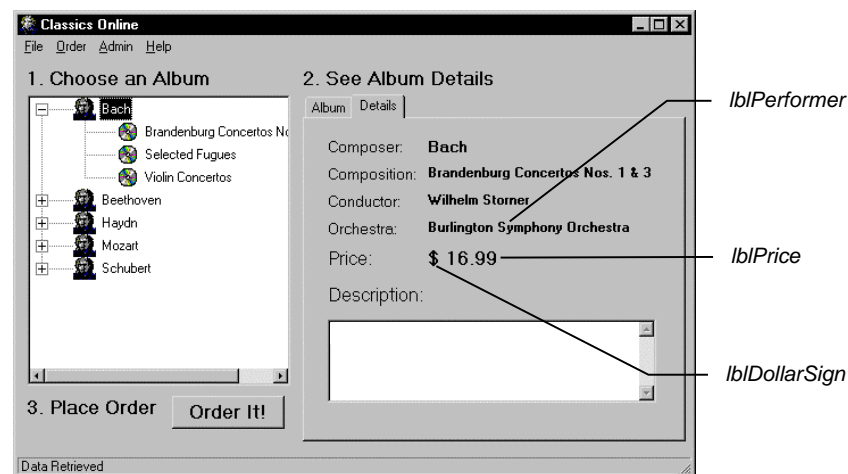 Classics Online
File Order Admin Help
1. Choose an Album
Bach
Brandenburg Concertos No
Selected Fugues
Violin Concertos
Beethoven
Haydn
Mozart
Schubert
3. Place Order
Order It!
2. See Album Details
Album Details
Composer: Bach
Composition: Brandenburg Concertos Nos. 1 & 3
Conductor: Wilhelm Storner
Orchestra: Burlington Symphony Orchestra
Price: $ 16.99
Description:
lblPerformer
lblPrice
lblDollarSign
Data Retrieved